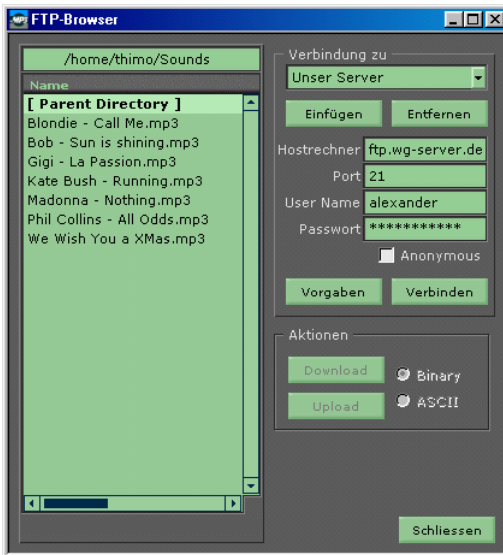 FTP-Browser
/home/thimo/Sounds
Name
[ Parent Directory ]
Blondie - Call Me.mp3
Bob - Sun is shining.mp3
Gigi - La Passion.mp3
Kate Bush - Running.mp3
Madonna - Nothing.mp3
Phil Collins - All Odds.mp3
We Wish You a XMas.mp3
Verbindung zu
Unser Server
Einfügen Entfernen
Hostrechner ftp.wg-server.de
Port 21
User Name alexander
Passwort ***********
Anonymous
Vorgaben Verbinden
Aktionen
Download Binary
Upload ASCII
Schliessen